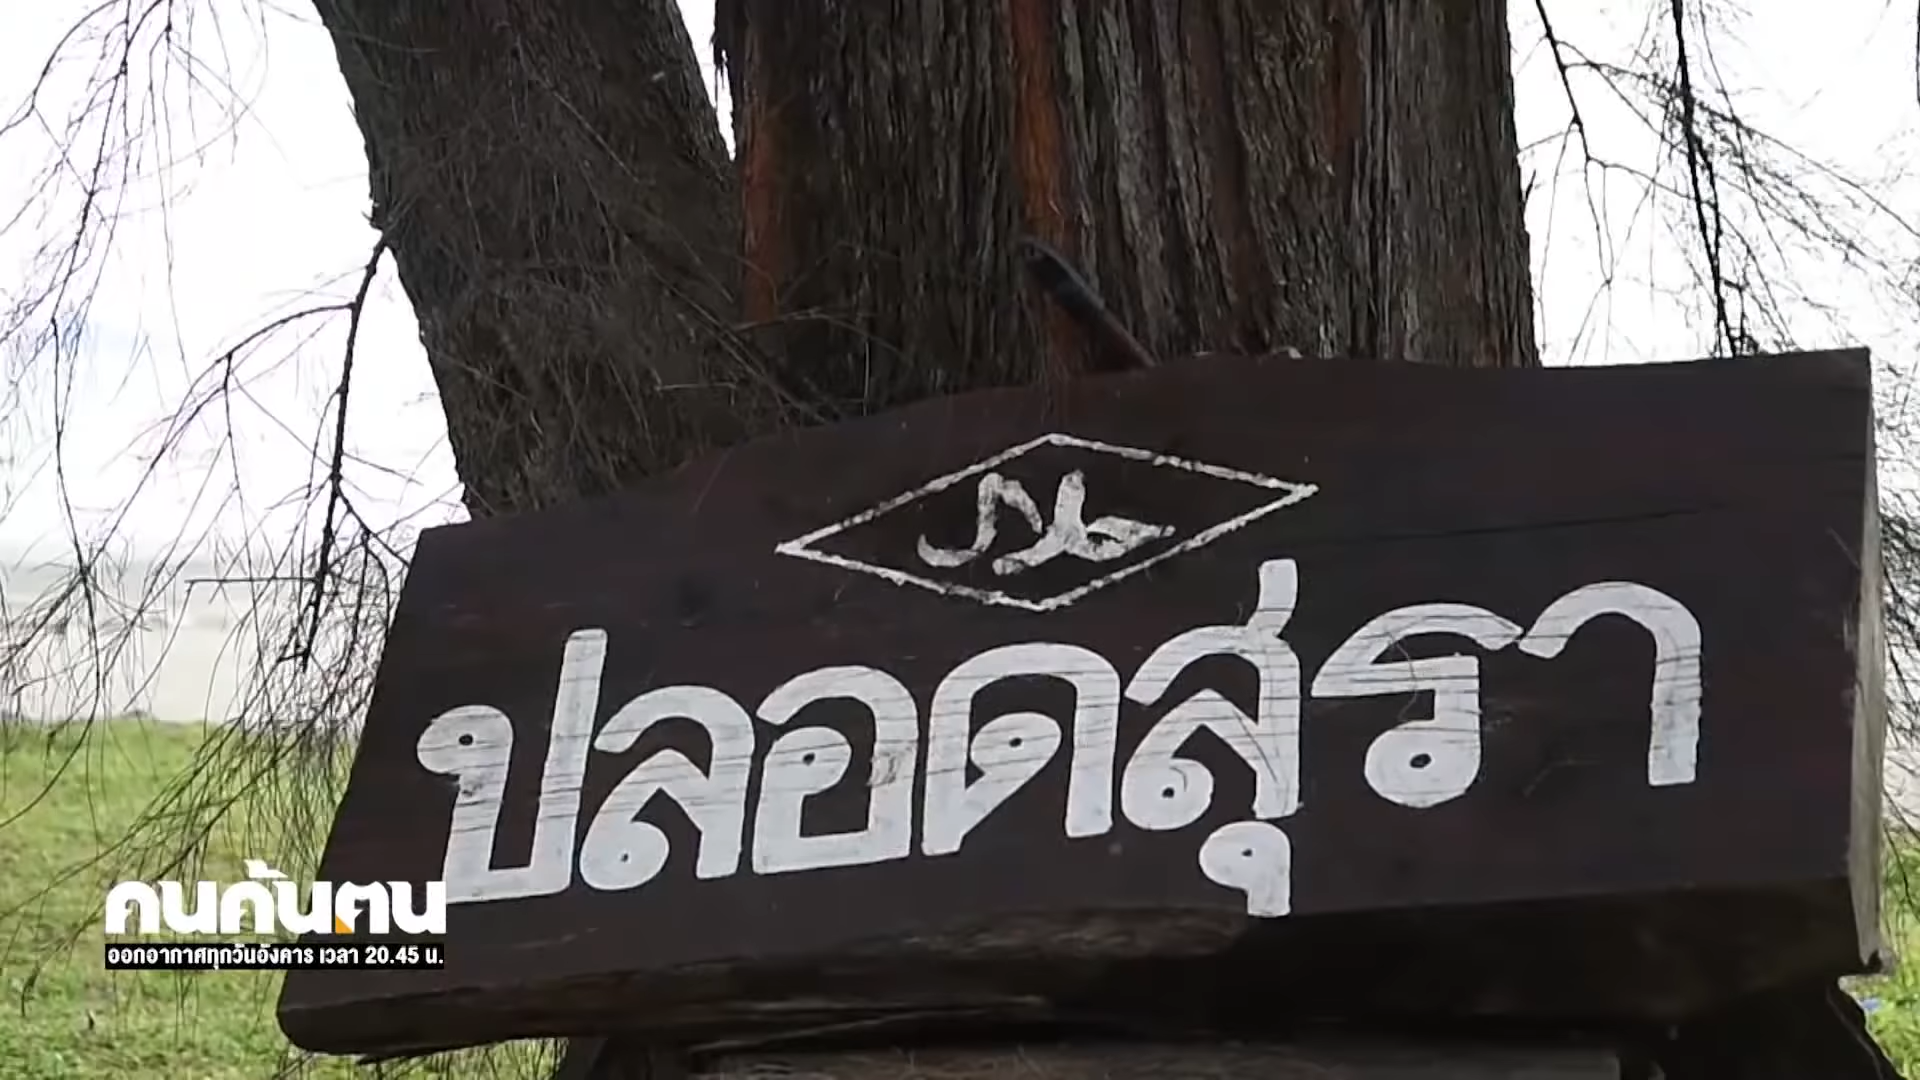 ปลอดสุรา
คนค้นฅน
ออกอากาศทุกวันอังคาร เวลา 20.45 น.